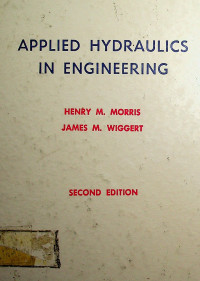 APPLIED HYDRAULICS
IN ENGINEERING
HENRY M. MORRIS
JAMES M. WIGGERT
SECOND EDITION